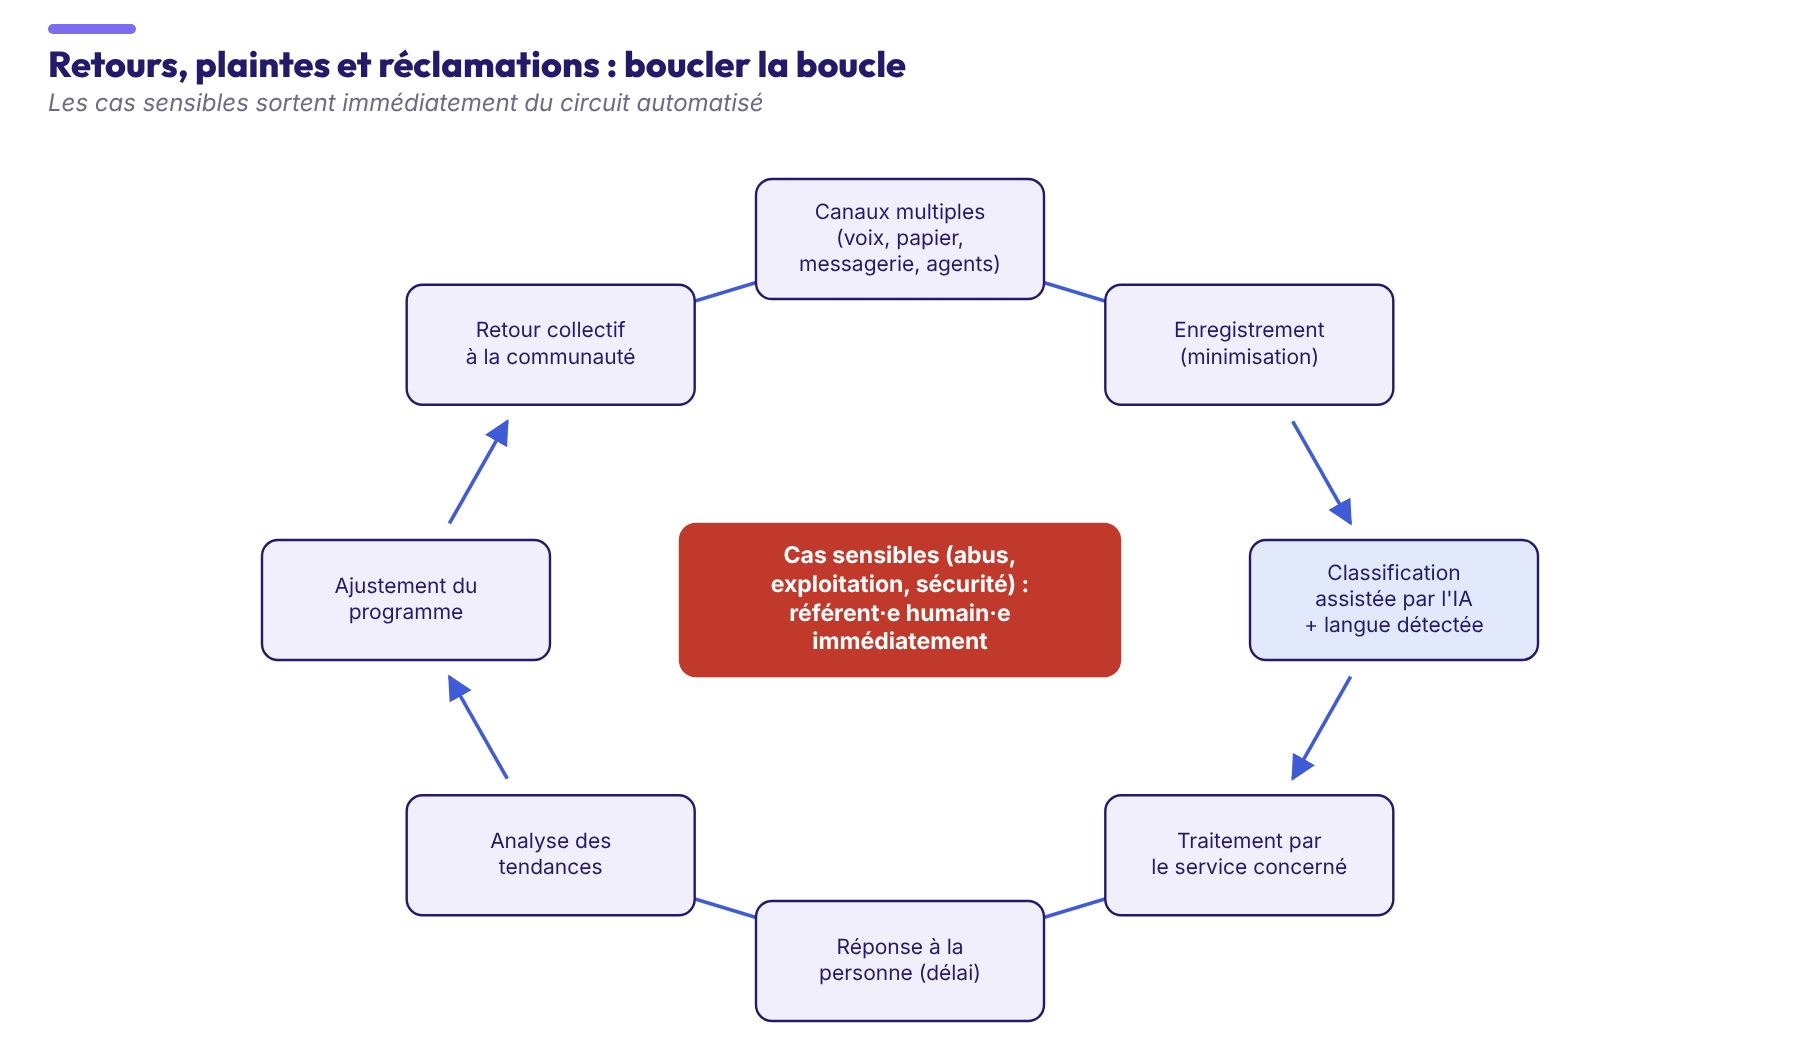 Retours, plaintes et réclamations : boucler la boucle
Les cas sensibles sortent immédiatement du circuit automatisé
Canaux multiples
(voix, papier,
messagerie, agents)
Enregistrement
(minimisation)
Classification
assistée par l'IA
+ langue détectée
Traitement par
le service concerné
Réponse à la
personne (délai)
Analyse des
tendances
Ajustement du
programme
Retour collectif
à la communauté
Cas sensibles (abus,
exploitation, sécurité) :
référent·e humain·e
immédiatement